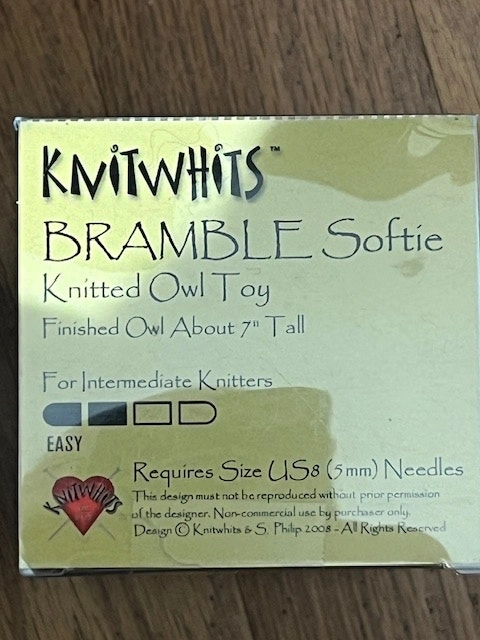 KNiTWHiTS™
BRAMBLE Softie
Knitted Owl Toy
Finished Owl About 7" Tall
For Intermediate Knitters
EASY
Requires Size US8 (5mm) Needles
KNiTWHiTS
This design must not be reproduced without prior permission
of the designer. Non-commercial use by purchaser only.
Design © Knitwhits & S. Philip 2008 - All Rights Reserved